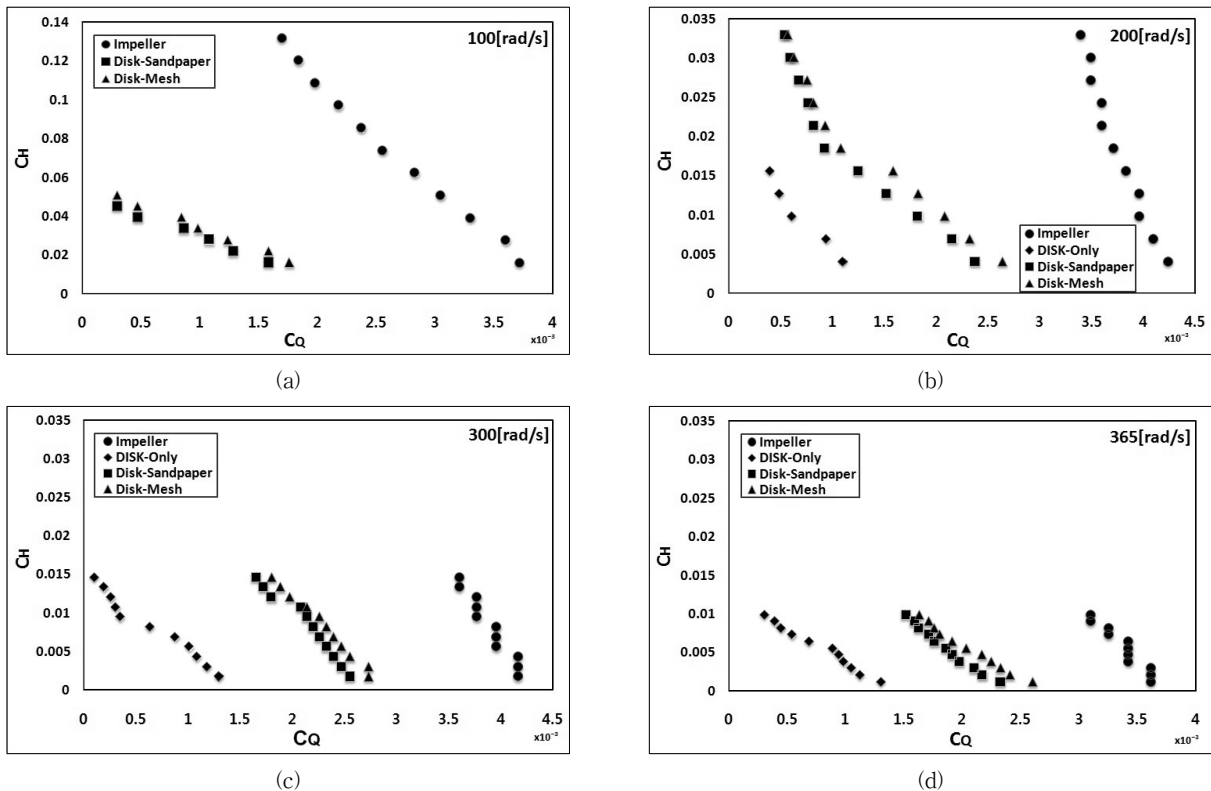 100[rad/s]
Impeller
Disk-Sandpaper
Disk-Mesh
0.14
0.12
0.1
0.08
0.06
0.04
0.02
0
CH
0 0.5 1 1.5 2 2.5 3 3.5 4
x10⁻³
CQ
(a)
200[rad/s]
0.035
0.03
0.025
0.02
0.015
0.01
0.005
0
CH
Impeller
DISK-Only
Disk-Sandpaper
Disk-Mesh
0 0.5 1 1.5 2 2.5 3 3.5 4 4.5
x10⁻³
CQ
(b)
300[rad/s]
Impeller
DISK-Only
Disk-Sandpaper
Disk-Mesh
0.035
0.03
0.025
0.02
0.015
0.01
0.005
0
CH
0 0.5 1 1.5 2 2.5 3 3.5 4 4.5
x10⁻³
CQ
(c)
365[rad/s]
Impeller
DISK-Only
Disk-Sandpaper
Disk-Mesh
0.035
0.03
0.025
0.02
0.015
0.01
0.005
0
CH
0 0.5 1 1.5 2 2.5 3 3.5 4
x10⁻³
CQ
(d)